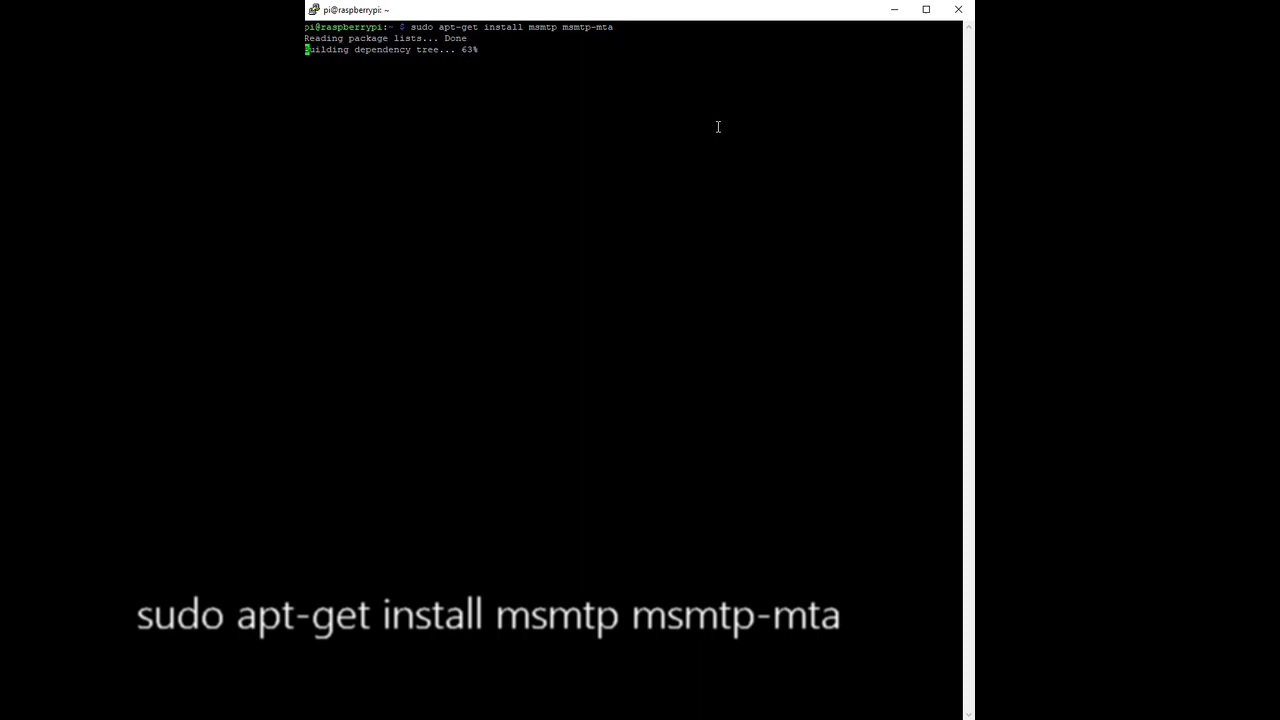 pi@raspberrypi: ~
pi@raspberrypi:~ $ sudo apt-get install msmtp msmtp-mta
Reading package lists... Done
Building dependency tree... 63%
sudo apt-get install msmtp msmtp-mta